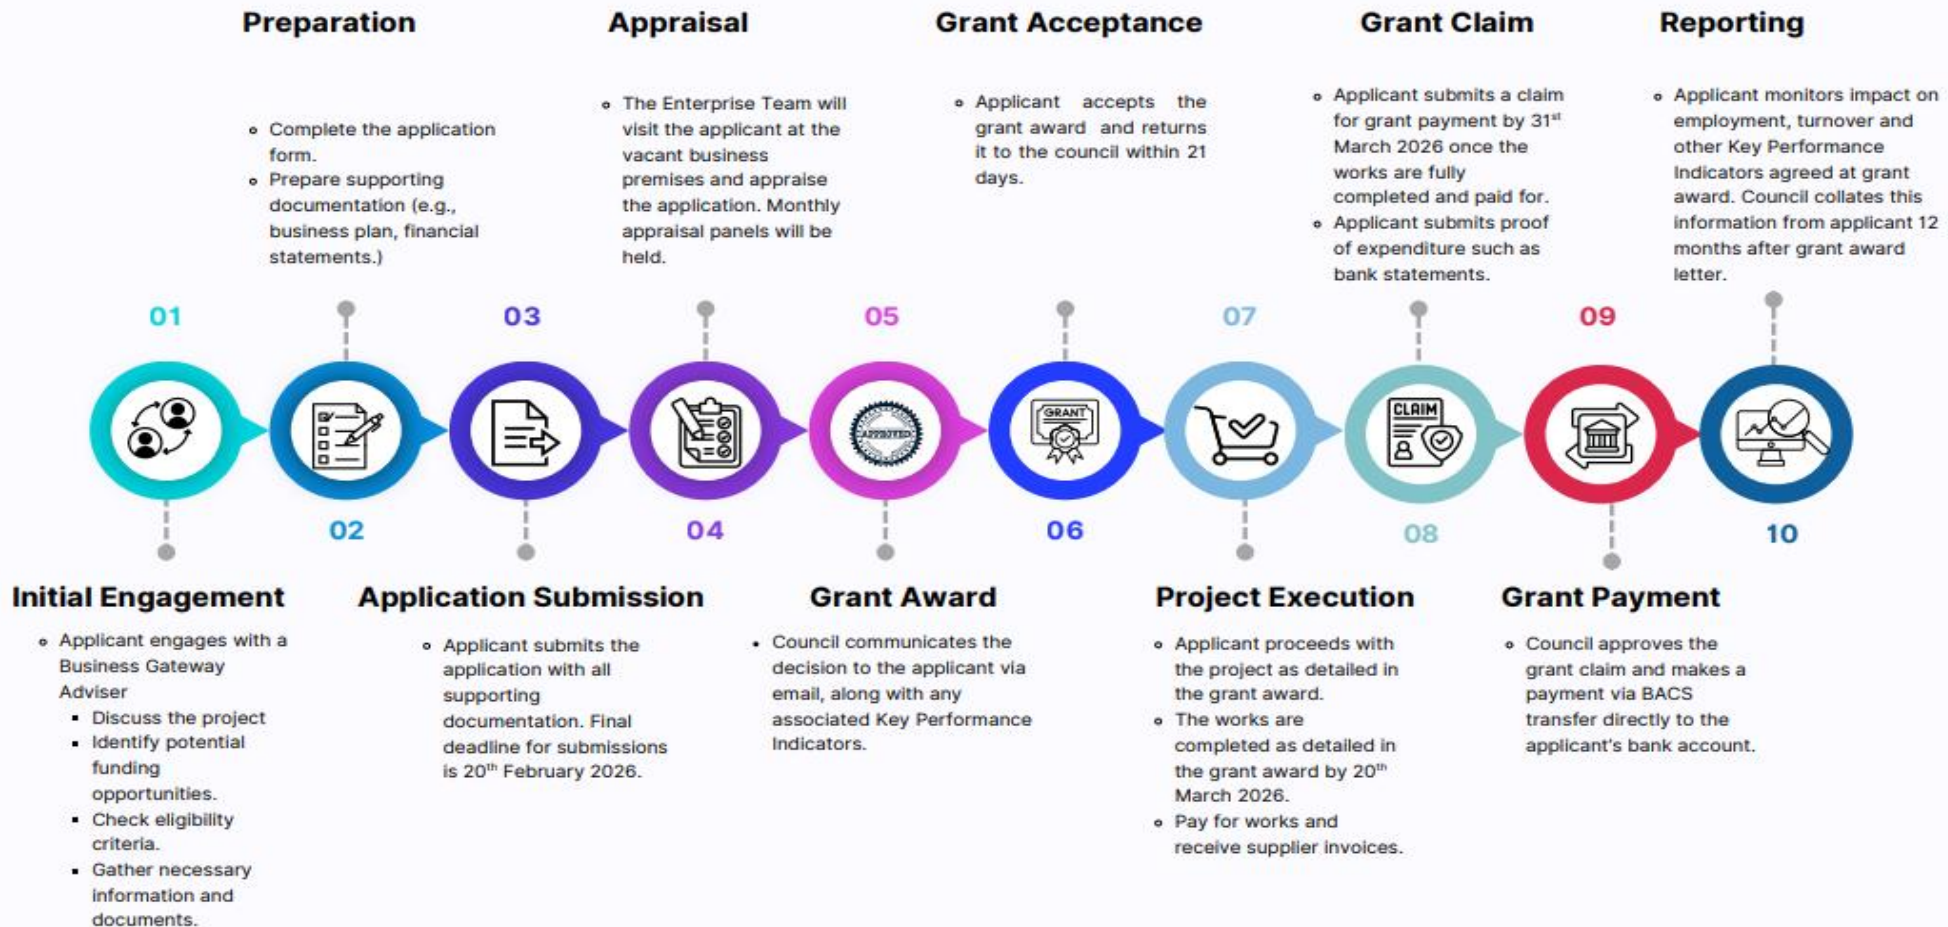 Preparation
Appraisal
Grant Acceptance
Grant Claim
Reporting
Complete the application
form.
Prepare supporting
documentation (e.g.,
business plan, financial
statements.)
The Enterprise Team will
visit the applicant at the
vacant business
premises and appraise
the application. Monthly
appraisal panels will be
held.
Applicant accepts the
grant award and returns
it to the council within 21
days.
Applicant submits a claim
for grant payment by 31st
March 2026 once the
works are fully
completed and paid for.
Applicant submits proof
of expenditure such as
bank statements.
Applicant monitors impact on
employment, turnover and
other Key Performance
Indicators agreed at grant
award. Council collates this
information from applicant 12
months after grant award
letter.
01
03
05
07
09
APPROVED
GRANT
CLAIM
02
04
06
08
10
Initial Engagement
Applicant engages with a
Business Gateway
Adviser
Discuss the project
Identify potential
funding
opportunities.
Check eligibility
criteria.
Gather necessary
information and
documents.
Application Submission
Applicant submits the
application with all
supporting
documentation. Final
deadline for submissions
is 20th February 2026.
Grant Award
Council communicates the
decision to the applicant via
email, along with any
associated Key Performance
Indicators.
Project Execution
Applicant proceeds with
the project as detailed in
the grant award.
The works are
completed as detailed in
the grant award by 20th
March 2026.
Pay for works and
receive supplier invoices.
Grant Payment
Council approves the
grant claim and makes a
payment via BACS
transfer directly to the
applicant's bank account.